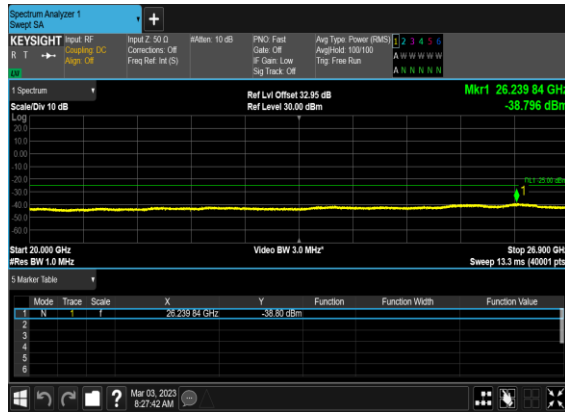 Spectrum Analyzer 1
Swept SA
+
KEYSIGHT Input: RF Input Z: 50 Ω #Atten: 10 dB PNO: Fast Avg Type: Power (RMS) 1 2 3 4 5 6
R T Coupling: DC Corrections: Off Gate: Off Avg|Hold: 100/100 A W W W W W
Align: Off Freq Ref: Int (S) IF Gain: Low Trig: Free Run
LXI Sig Track: Off A N N N N N
1 Spectrum Ref Lvl Offset 32.95 dB Mkr1 26.239 84 GHz
Scale/Div 10 dB Ref Level 30.00 dBm -38.796 dBm
Log
20.0
10.0
0.00
-10.0
-20.0
DL1 -25.00 dBm
-30.0
1
-40.0
-50.0
-60.0
Start 20.000 GHz Video BW 3.0 MHz* Stop 26.900 GHz
#Res BW 1.0 MHz Sweep 13.3 ms (40001 pts)
5 Marker Table
Mode Trace Scale X Y Function Function Width Function Value
1 N 1 f 26.239 84 GHz -38.80 dBm
2
3
4
5
6
? Mar 03, 2023
8:27:42 AM